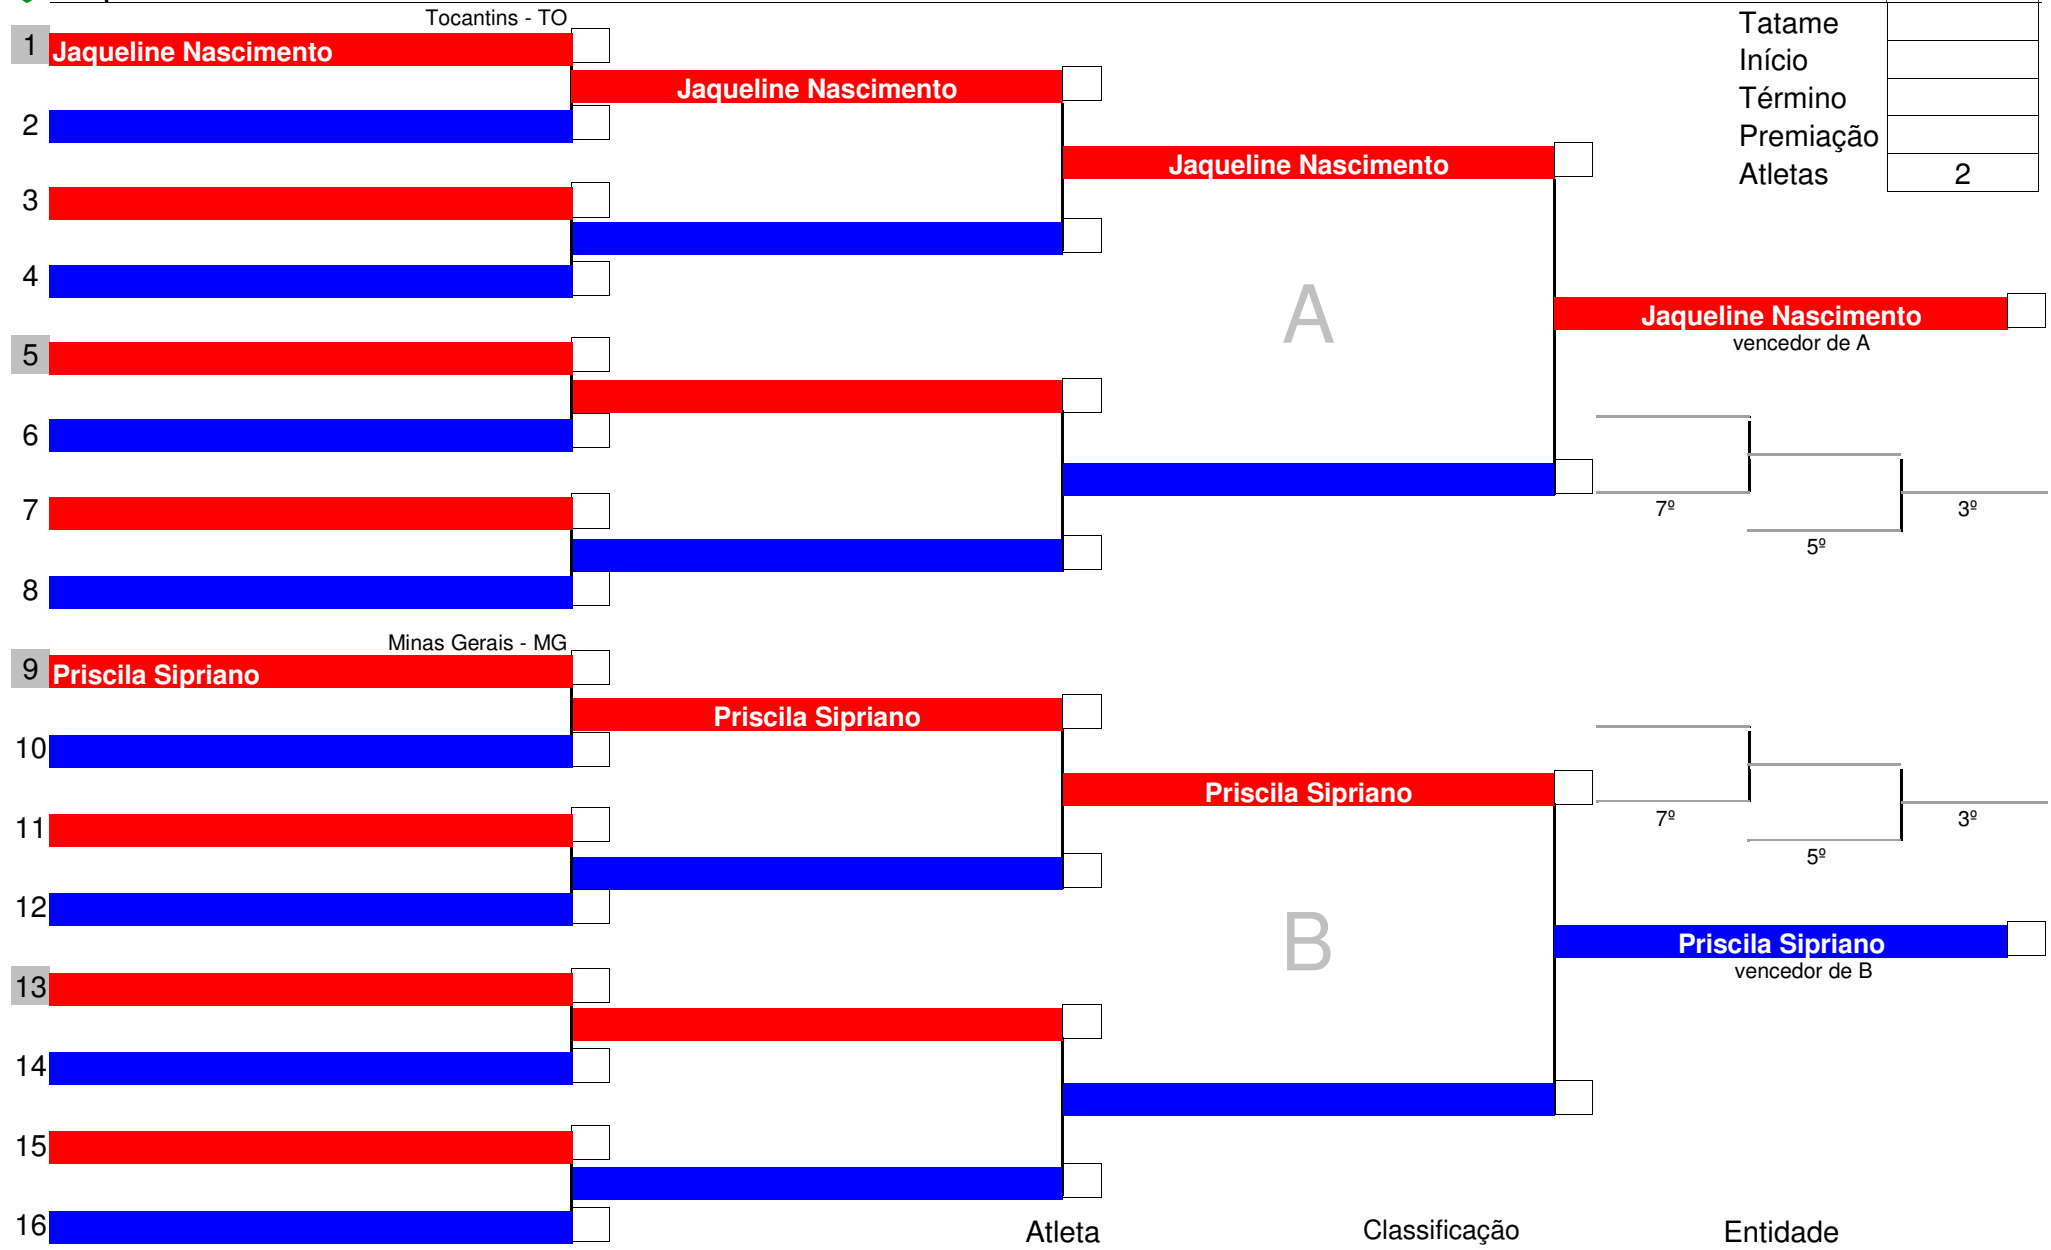 Tocantins - TO
Tatame
1
Jaqueline Nascimento
Início
Jaqueline Nascimento
Término
2
Premiação
Jaqueline Nascimento
Atletas
2
3
4
A
Jaqueline Nascimento
vencedor de A
5
6
7
7º
3º
5º
8
Minas Gerais - MG
9
Priscila Sipriano
Priscila Sipriano
10
Priscila Sipriano
11
7º
3º
5º
12
B
Priscila Sipriano
vencedor de B
13
14
15
16
Atleta
Classificação
Entidade